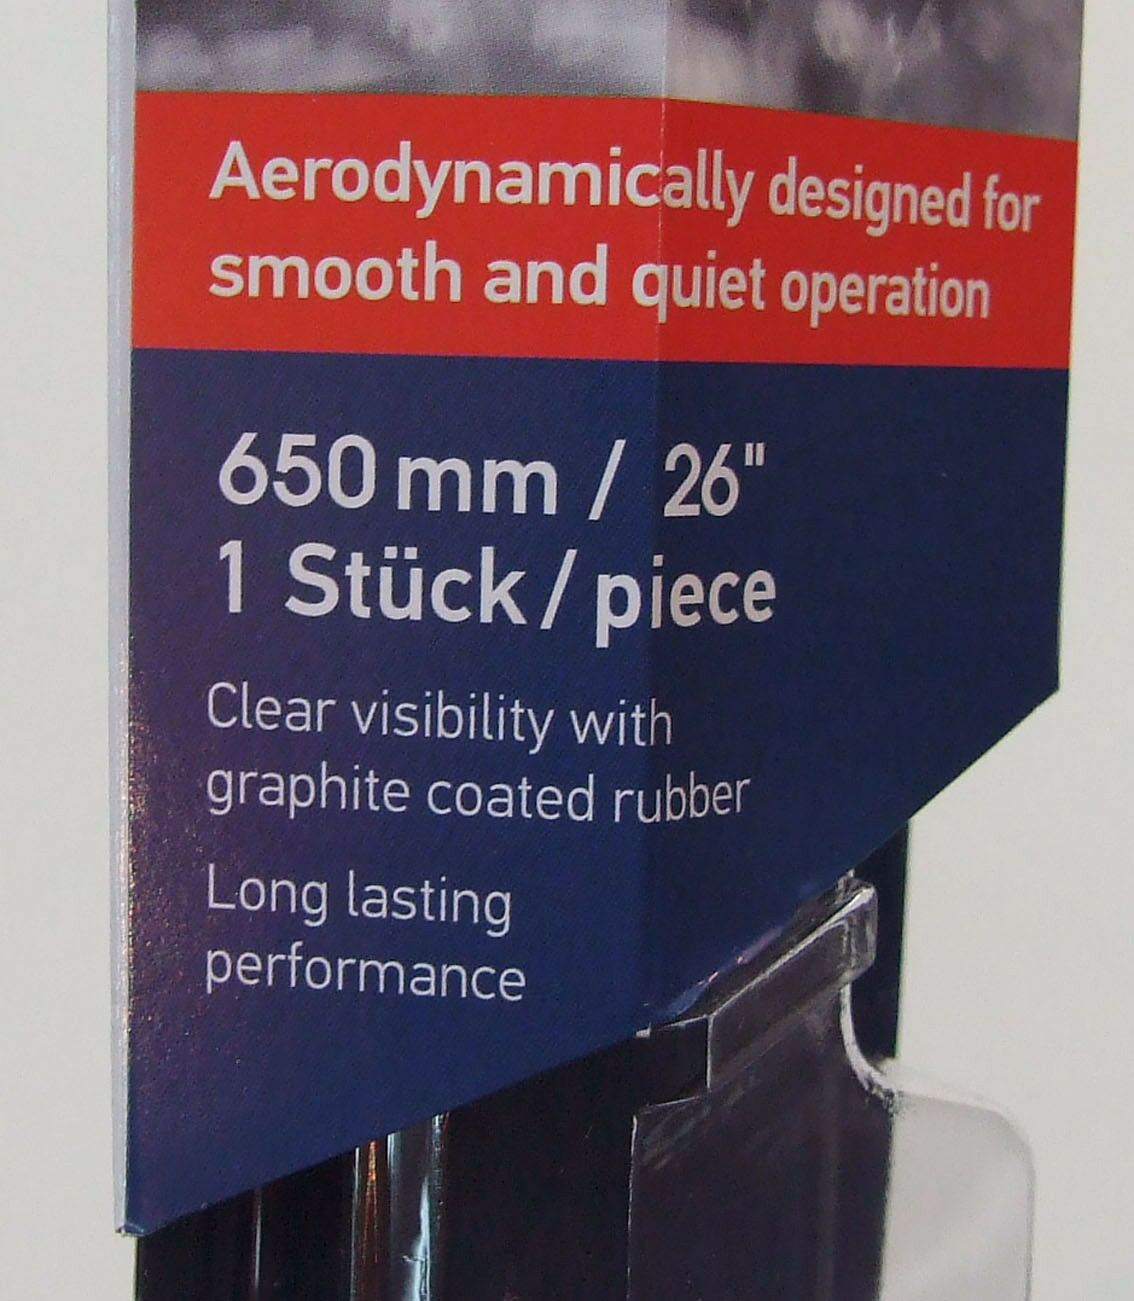 Aerodynamically designed for
smooth and quiet operation
650 mm / 26"
1 Stück / piece
Clear visibility with
graphite coated rubber
Long lasting
performance